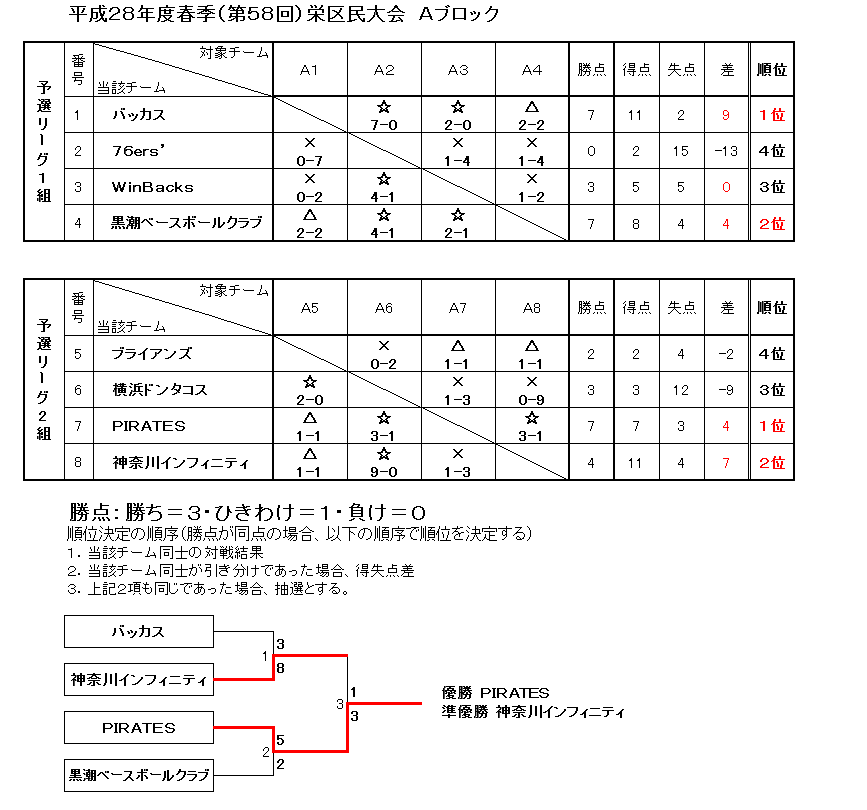 平成28年度春季(第58回)栄区民大会 Aブロック
予選リーグ1組
番号 対象チーム 当該チーム A1 A2 A3 A4 勝点 得点 失点 差 順位
1 バッカス ☆ 7-0 ☆ 2-0 △ 2-2 7 11 2 9 1位
2 76ers' × 0-7 × 1-4 × 1-4 0 2 15 -13 4位
3 WinBacks × 0-2 ☆ 4-1 × 1-2 3 5 5 0 3位
4 黒潮ベースボールクラブ △ 2-2 ☆ 4-1 ☆ 2-1 7 8 4 4 2位
予選リーグ2組
番号 対象チーム 当該チーム A5 A6 A7 A8 勝点 得点 失点 差 順位
5 ブライアンズ × 0-2 △ 1-1 △ 1-1 2 2 4 -2 4位
6 横浜ドンタコス ☆ 2-0 × 1-3 × 0-9 3 3 12 -9 3位
7 PIRATES △ 1-1 ☆ 3-1 ☆ 3-1 7 7 3 4 1位
8 神奈川インフィニティ △ 1-1 ☆ 9-0 × 1-3 4 11 4 7 2位
勝点:勝ち=3・ひきわけ=1・負け=0
順位決定の順序(勝点が同点の場合、以下の順序で順位を決定する)
1. 当該チーム同士の対戦結果
2. 当該チーム同士が引き分けであった場合、得失点差
3. 上記2項も同じであった場合、抽選とする。
バッカス
3
1
8
神奈川インフィニティ
1
優勝 PIRATES
3
3
準優勝 神奈川インフィニティ
PIRATES
5
2
2
黒潮ベースボールクラブ